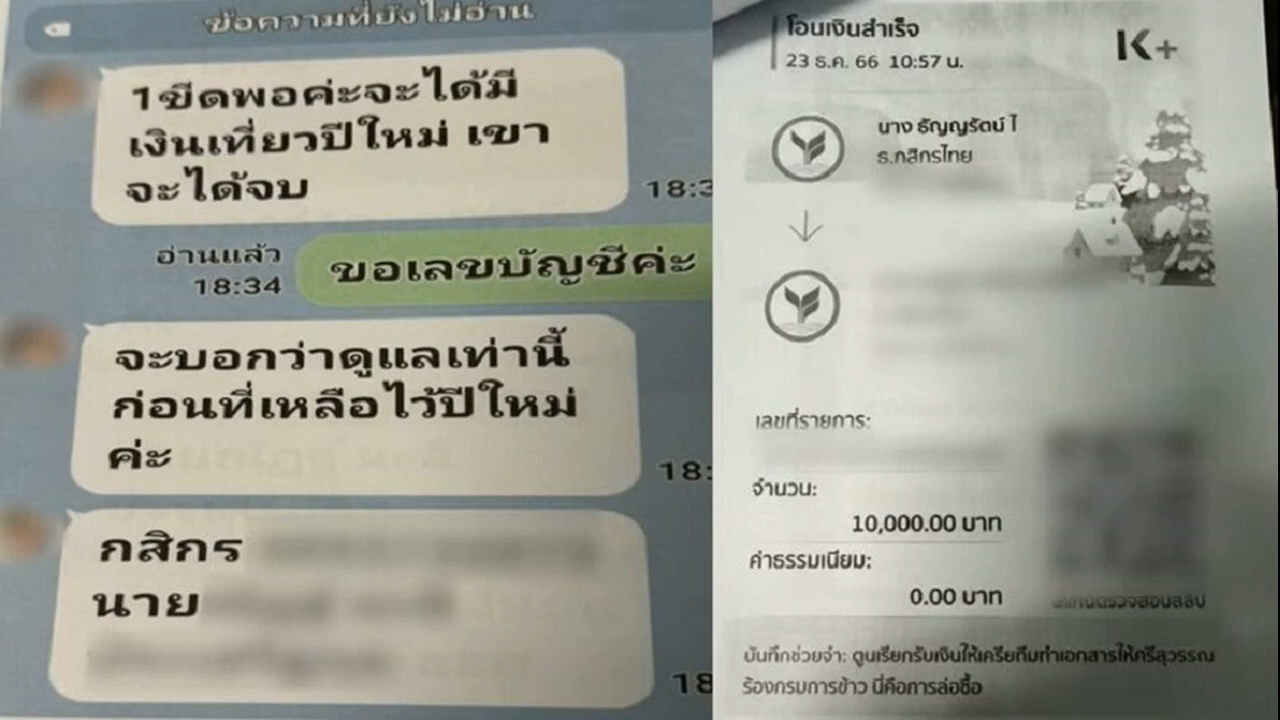 ข้อความที่ยังไม่อ่าน
1ขีดพอค่ะจะได้มี
เงินเที่ยวปีใหม่ เขา
จะได้จบ
อ่านแล้ว
18:34
ขอเลขบัญชีค่ะ
จะบอกว่าดูแลเท่านี้
ก่อนที่เหลือไว้ปีใหม่
ค่ะ
กสิกร
นาย
โอนเงินสำเร็จ
23 ธ.ค. 66 10:57 น.
K+
นาง ธัญญรัตน์ ไ
ธ.กสิกรไทย
เลขที่รายการ:
จำนวน:
10,000.00 บาท
ค่าธรรมเนียม:
0.00 บาท
บันทึกช่วยจำ: ตูนเรียกรับเงินให้เครียทีมทำเอกสารให้ศรีสุวรรณ
ร้องกรมการข้าว นี่คือการล่อซื้อ